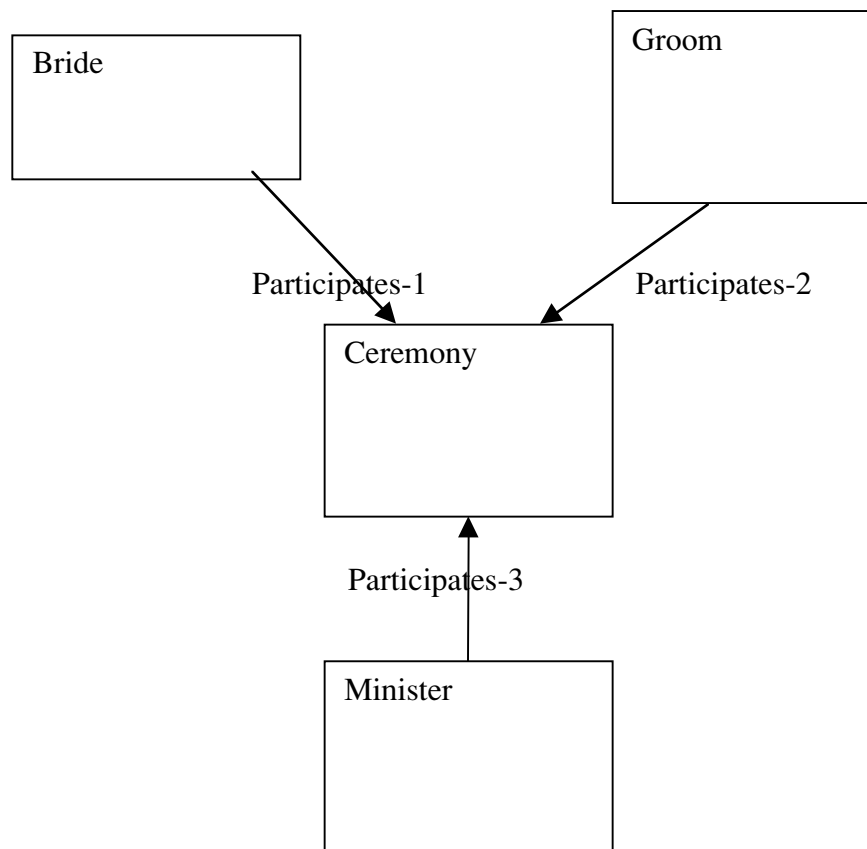 Bride
Groom
Participates-1
Participates-2
Ceremony
Participates-3
Minister